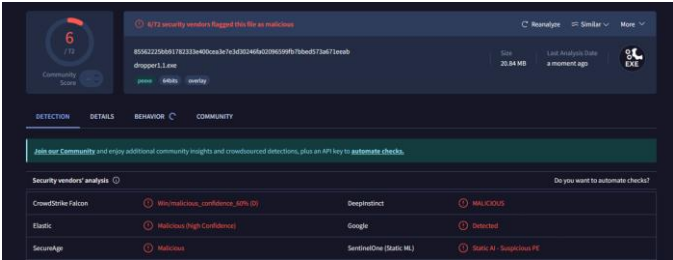 6
/ 72
Community
Score
6/72 security vendors flagged this file as malicious
Reanalyze
Similar
More
dropper1.1.exe
peexe 64bits overlay
Size
20.84 MB
Last Analysis Date
a moment ago
EXE
DETECTION DETAILS BEHAVIOR COMMUNITY
Join our Community and enjoy additional community insights and crowdsourced detections, plus an API key to automate checks.
Security vendors' analysis
Do you want to automate checks?
CrowdStrike Falcon Win/malicious_confidence_60% (D) DeepInstinct MALICIOUS
Elastic Malicious (high Confidence) Google Detected
SecureAge Malicious SentinelOne (Static ML) Static AI - Suspicious PE